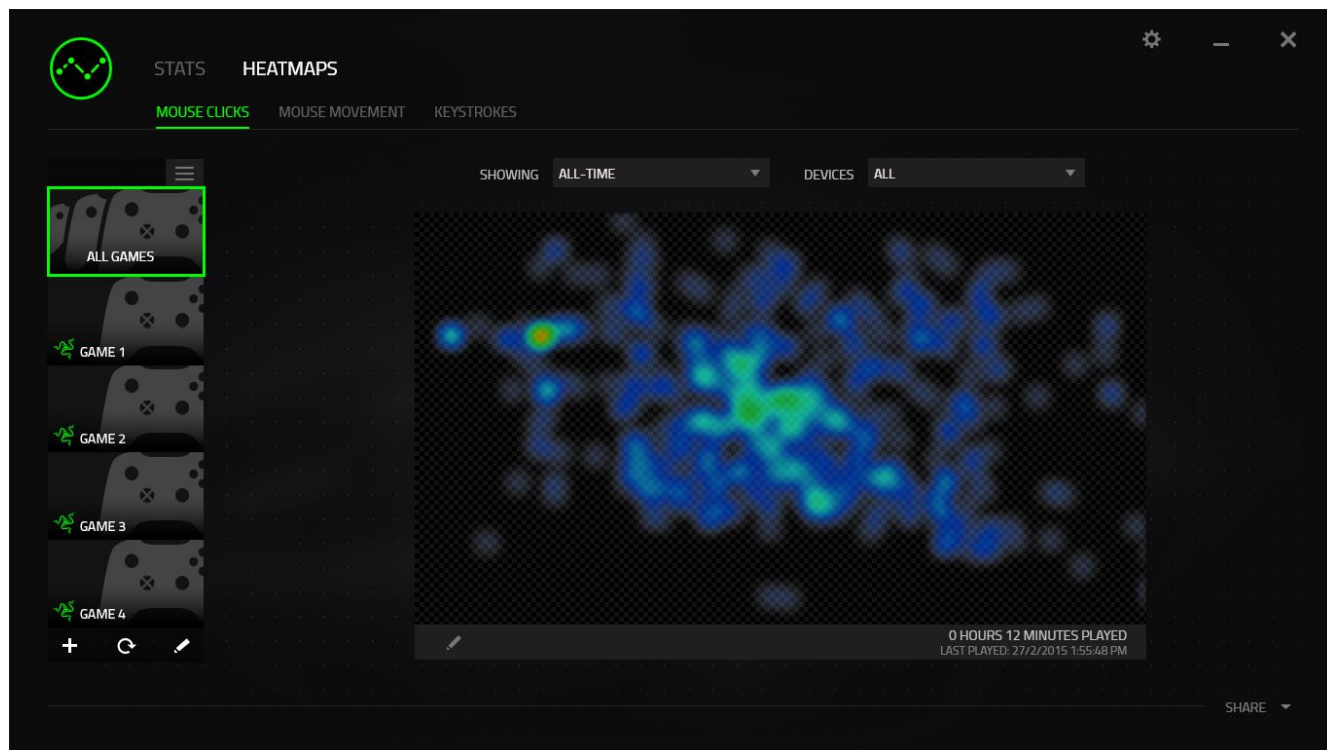 STATS HEATMAPS
MOUSE CLICKS MOUSE MOVEMENT KEYSTROKES
SHOWING ALL-TIME DEVICES ALL
ALL GAMES
GAME 1
GAME 2
GAME 3
GAME 4
0 HOURS 12 MINUTES PLAYED
LAST PLAYED: 27/2/2015 1:55:48 PM
SHARE